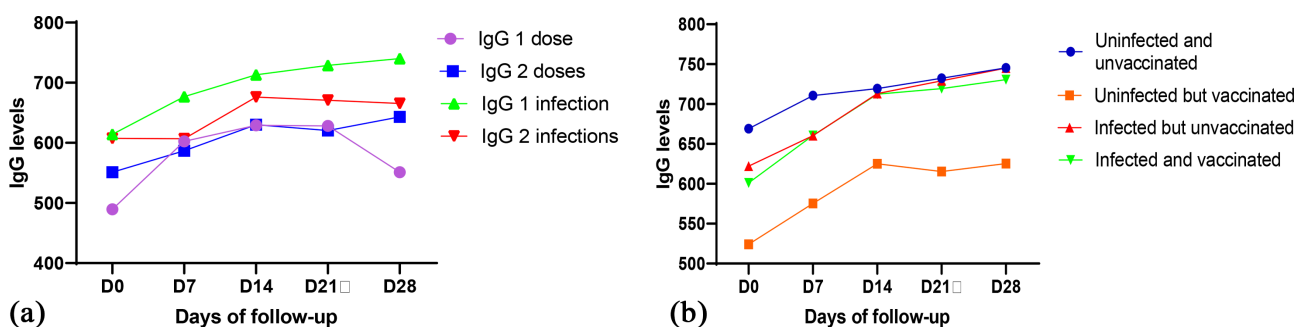 800
700
600
500
400
IgG levels
D0 D7 D14 D21□ D28
Days of follow-up
(a)
IgG 1 dose
IgG 2 doses
IgG 1 infection
IgG 2 infections
800
750
700
650
600
550
500
IgG levels
D0 D7 D14 D21□ D28
Days of follow-up
(b)
Uninfected and
unvaccinated
Uninfected but vaccinated
Infected but unvaccinated
Infected and vaccinated